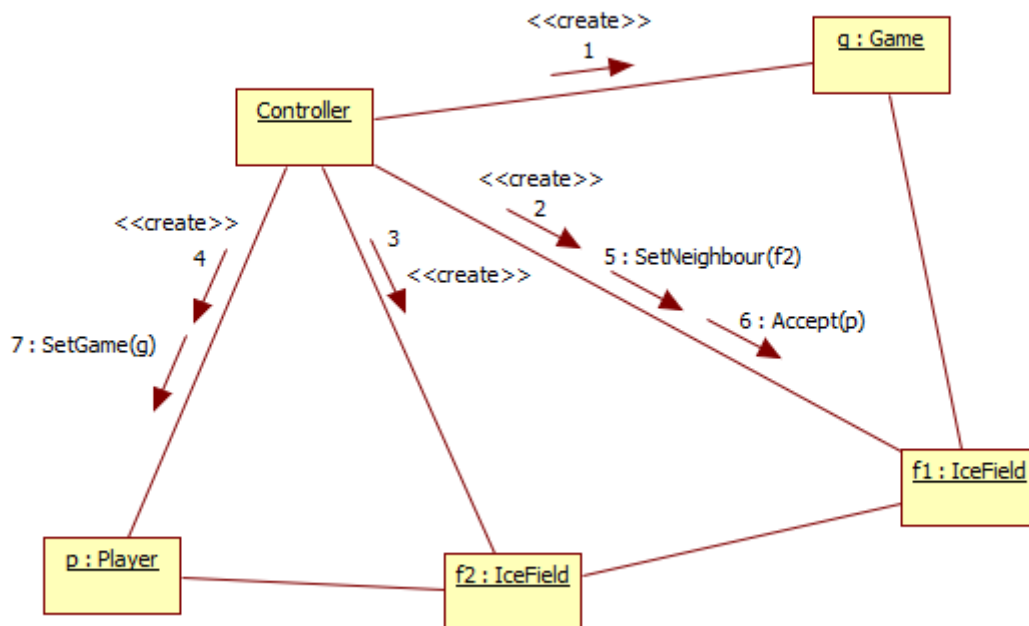 <<create>>
1
g : Game
Controller
<<create>>
2
<<create>>
4
3
<<create>>
5 : SetNeighbour(f2)
6 : Accept(p)
7 : SetGame(g)
f1 : IceField
p : Player
f2 : IceField